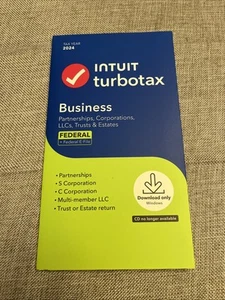 TAX YEAR
2024
INTUIT
turbotax
Business
Partnerships, Corporations,
LLCs, Trusts & Estates
FEDERAL
+ Federal E-File
• Partnerships
• S Corporation
• C Corporation
• Multi-member LLC
• Trust or Estate return
Download only
Windows
CD no longer available